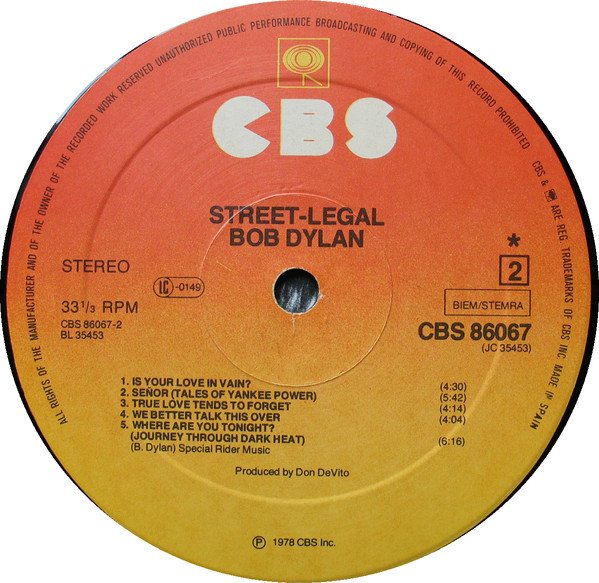 ALL RIGHTS OF THE MANUFACTURER AND OF THE OWNER OF THE RECORDED WORK RESERVED UNAUTHORIZED PUBLIC PERFORMANCE BROADCASTING AND COPYING OF THIS RECORD PROHIBITED
CBS & ARE REG. TRADEMARKS OF CBS INC. MADE IN SPAIN
CBS
STREET-LEGAL
BOB DYLAN
STEREO
LC-0149
*
2
33 1/3 RPM
BIEM/STEMRA
CBS 86067-2
CBS 86067
BL 35453
(JC 35453)
1. IS YOUR LOVE IN VAIN? (4:30)
2. SEÑOR (TALES OF YANKEE POWER) (5:42)
3. TRUE LOVE TENDS TO FORGET (4:14)
4. WE BETTER TALK THIS OVER (4:04)
5. WHERE ARE YOU TONIGHT?
(JOURNEY THROUGH DARK HEAT) (6:16)
(B. Dylan) Special Rider Music
Produced by Don DeVito
Ⓟ 1978 CBS Inc.